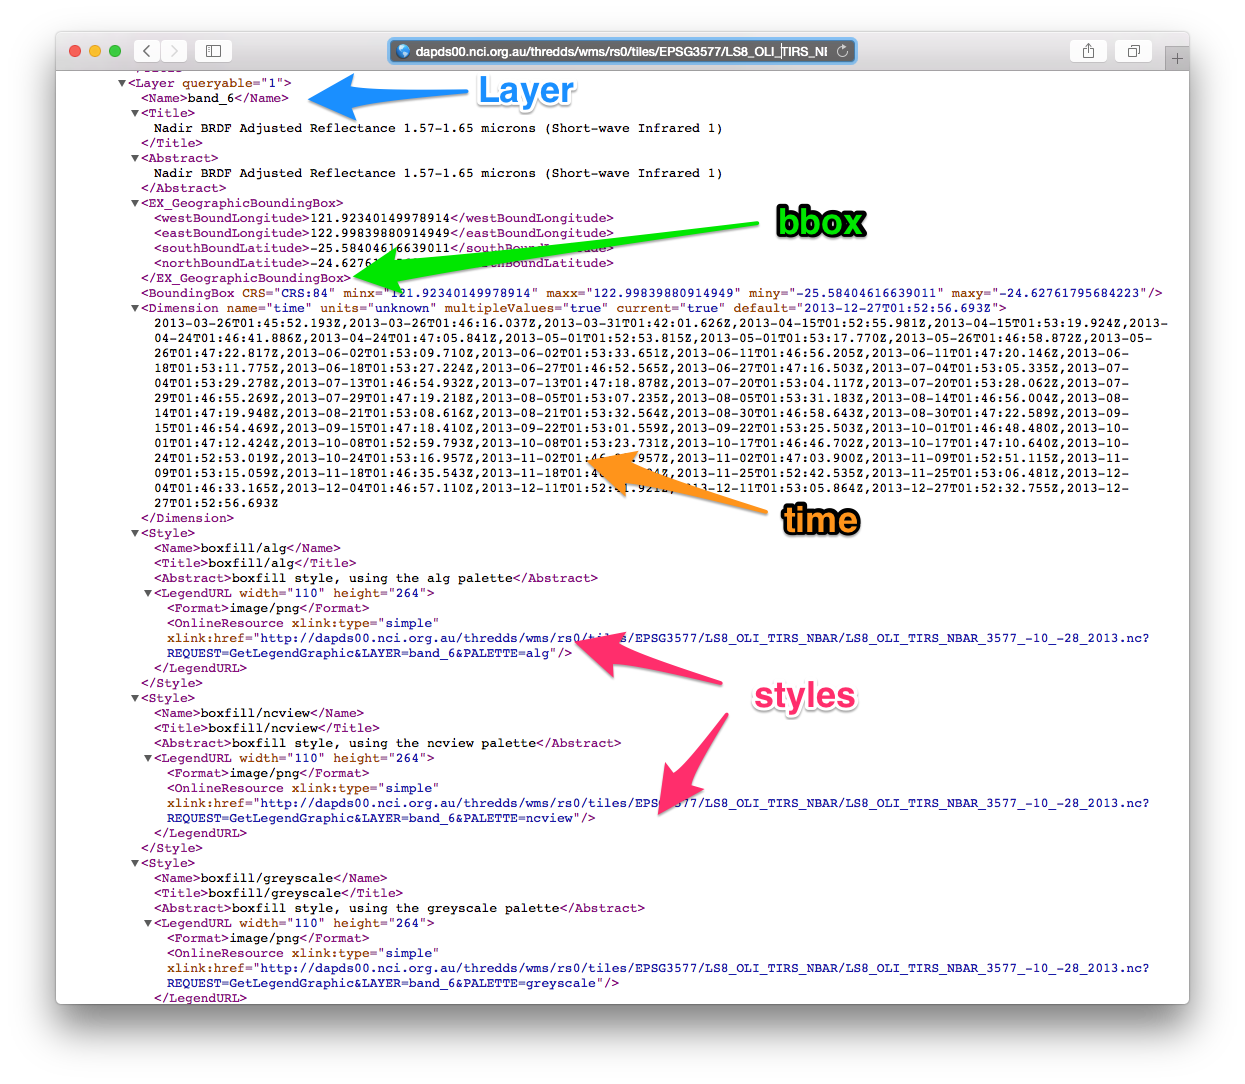 dapds00.nci.org.au/thredds/wms/rs0/tiles/EPSG3577/LS8_OLI_TIRS_NI
<Layer queryable="1">
<Name>band_6</Name>
Layer
<Title>
Nadir BRDF Adjusted Reflectance 1.57-1.65 microns (Short-wave Infrared 1)
</Title>
<Abstract>
Nadir BRDF Adjusted Reflectance 1.57-1.65 microns (Short-wave Infrared 1)
</Abstract>
<EX_GeographicBoundingBox>
<westBoundLongitude>121.92340149978914</westBoundLongitude>
bbox
<eastBoundLongitude>122.99839880914949</eastBoundLongitude>
<southBoundLatitude>-25.58404616639011</southBoundLatitude>
<northBoundLatitude>-24.6276 BoundLatitude>
</EX_GeographicBoundingBox>
<BoundingBox CRS="CRS:84" minx="121.92340149978914" maxx="122.99839880914949" miny="-25.58404616639011" maxy="-24.62761795684223"/>
<Dimension name="time" units="unknown" multipleValues="true" current="true" default="2013-12-27T01:52:56.693Z">
2013-03-26T01:45:52.193Z,2013-03-26T01:46:16.037Z,2013-03-31T01:42:01.626Z,2013-04-15T01:52:55.981Z,2013-04-15T01:53:19.924Z,2013-
04-24T01:46:41.886Z,2013-04-24T01:47:05.841Z,2013-05-01T01:52:53.815Z,2013-05-01T01:53:17.770Z,2013-05-26T01:46:58.872Z,2013-05-
26T01:47:22.817Z,2013-06-02T01:53:09.710Z,2013-06-02T01:53:33.651Z,2013-06-11T01:46:56.205Z,2013-06-11T01:47:20.146Z,2013-06-
18T01:53:11.775Z,2013-06-18T01:53:27.224Z,2013-06-27T01:46:52.565Z,2013-06-27T01:47:16.503Z,2013-07-04T01:53:05.335Z,2013-07-
04T01:53:29.278Z,2013-07-13T01:46:54.932Z,2013-07-13T01:47:18.878Z,2013-07-20T01:53:04.117Z,2013-07-20T01:53:28.062Z,2013-07-
29T01:46:55.269Z,2013-07-29T01:47:19.218Z,2013-08-05T01:53:07.235Z,2013-08-05T01:53:31.183Z,2013-08-14T01:46:56.004Z,2013-08-
14T01:47:19.948Z,2013-08-21T01:53:08.616Z,2013-08-21T01:53:32.564Z,2013-08-30T01:46:58.643Z,2013-08-30T01:47:22.589Z,2013-09-
15T01:46:54.469Z,2013-09-15T01:47:18.410Z,2013-09-22T01:53:01.559Z,2013-09-22T01:53:25.503Z,2013-10-01T01:46:48.480Z,2013-10-
01T01:47:12.424Z,2013-10-08T01:52:59.793Z,2013-10-08T01:53:23.731Z,2013-10-17T01:46:46.702Z,2013-10-17T01:47:10.640Z,2013-10-
24T01:52:53.019Z,2013-10-24T01:53:16.957Z,2013-11-02T01:46 .957Z,2013-11-02T01:47:03.900Z,2013-11-09T01:52:51.115Z,2013-11-
09T01:53:15.059Z,2013-11-18T01:46:35.543Z,2013-11-18T01:4 Z,2013-11-25T01:52:42.535Z,2013-11-25T01:53:06.481Z,2013-12-
04T01:46:33.165Z,2013-12-04T01:46:57.110Z,2013-12-11T01:52: .921Z,2013-12-11T01:53:05.864Z,2013-12-27T01:52:32.755Z,2013-12-
27T01:52:56.693Z
time
</Dimension>
<Style>
<Name>boxfill/alg</Name>
<Title>boxfill/alg</Title>
<Abstract>boxfill style, using the alg palette</Abstract>
<LegendURL width="110" height="264">
<Format>image/png</Format>
<OnlineResource xlink:type="simple"
xlink:href="http://dapds00.nci.org.au/thredds/wms/rs0/tiles/EPSG3577/LS8_OLI_TIRS_NBAR/LS8_OLI_TIRS_NBAR_3577_-10_-28_2013.nc?
REQUEST=GetLegendGraphic&LAYER=band_6&PALETTE=alg"/>
</LegendURL>
</Style>
styles
<Style>
<Name>boxfill/ncview</Name>
<Title>boxfill/ncview</Title>
<Abstract>boxfill style, using the ncview palette</Abstract>
<LegendURL width="110" height="264">
<Format>image/png</Format>
<OnlineResource xlink:type="simple"
xlink:href="http://dapds00.nci.org.au/thredds/wms/rs0/tiles/EPSG3577/LS8_OLI_TIRS_NBAR/LS8_OLI_TIRS_NBAR_3577_-10_-28_2013.nc?
REQUEST=GetLegendGraphic&LAYER=band_6&PALETTE=ncview"/>
</LegendURL>
</Style>
<Style>
<Name>boxfill/greyscale</Name>
<Title>boxfill/greyscale</Title>
<Abstract>boxfill style, using the greyscale palette</Abstract>
<LegendURL width="110" height="264">
<Format>image/png</Format>
<OnlineResource xlink:type="simple"
xlink:href="http://dapds00.nci.org.au/thredds/wms/rs0/tiles/EPSG3577/LS8_OLI_TIRS_NBAR/LS8_OLI_TIRS_NBAR_3577_-10_-28_2013.nc?
REQUEST=GetLegendGraphic&LAYER=band_6&PALETTE=greyscale"/>
</LegendURL>